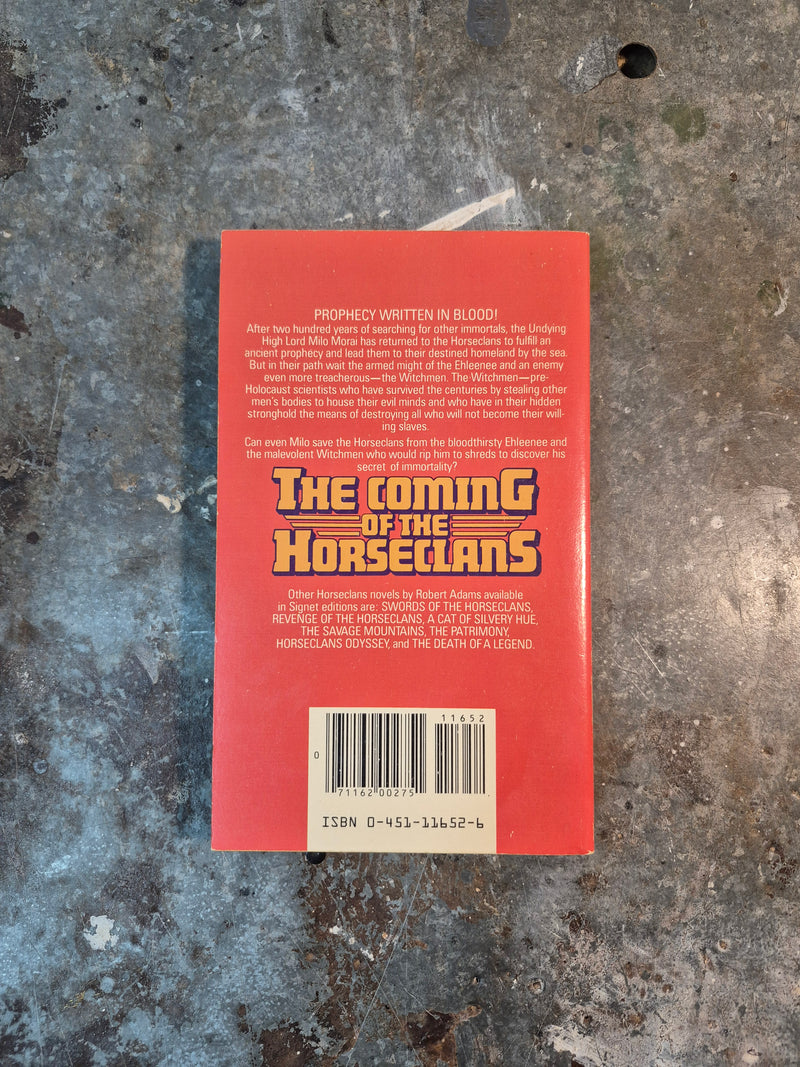 PROPHECY WRITTEN IN BLOOD!
After two hundred years of searching for other immortals, the Undying
High Lord Milo Morai has returned to the Horseclans to fulfill an
ancient prophecy and lead them to their destined homeland by the sea.
But in their path wait the armed might of the Ehleenee and an enemy
even more treacherous—the Witchmen. The Witchmen—pre-
Holocaust scientists who have survived the centuries by stealing other
men's bodies to house their evil minds and who have in their hidden
stronghold the means of destroying all who will not become their will-
ing slaves.
Can even Milo save the Horseclans from the bloodthirsty Ehleenee and
the malevolent Witchmen who would rip him to shreds to discover his
secret of immortality?
THE COMING
OF THE
HORSECLANS
Other Horseclans novels by Robert Adams available
in Signet editions are: SWORDS OF THE HORSECLANS,
REVENGE OF THE HORSECLANS, A CAT OF SILVERY HUE,
THE SAVAGE MOUNTAINS, THE PATRIMONY,
HORSECLANS ODYSSEY, and THE DEATH OF A LEGEND.
11652
0
71162 00275
ISBN 0-451-11652-6